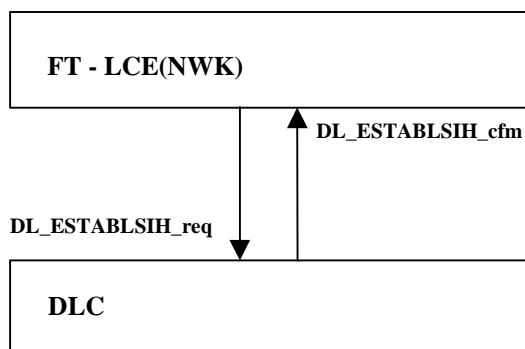 FT - LCE(NWK)
DL_ESTABLSIH_cfm
DL_ESTABLSIH_req
DLC